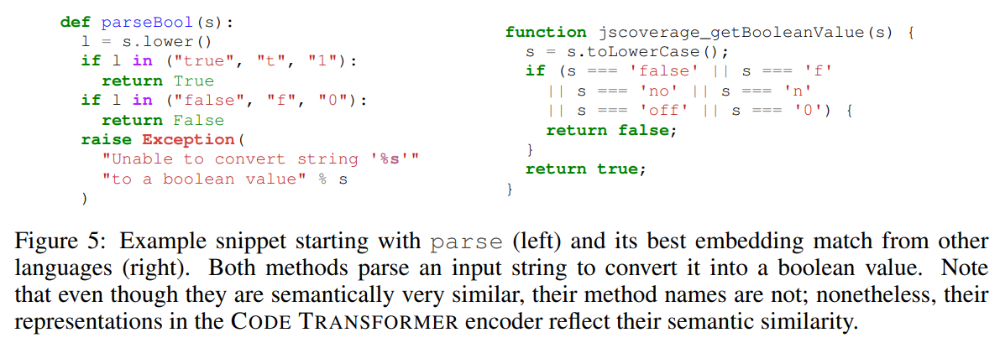 def parseBool(s):
  l = s.lower()
  if l in ("true", "t", "1"):
    return True
  if l in ("false", "f", "0"):
    return False
  raise Exception(
    "Unable to convert string '%s'"
    "to a boolean value" % s
  )
function jscoverage_getBooleanValue(s) {
  s = s.toLowerCase();
  if (s === 'false' || s === 'f'
    || s === 'no' || s === 'n'
    || s === 'off' || s === '0') {
    return false;
  }
  return true;
}
Figure 5: Example snippet starting with parse (left) and its best embedding match from other
languages (right). Both methods parse an input string to convert it into a boolean value. Note
that even though they are semantically very similar, their method names are not; nonetheless, their
representations in the CODE TRANSFORMER encoder reflect their semantic similarity.